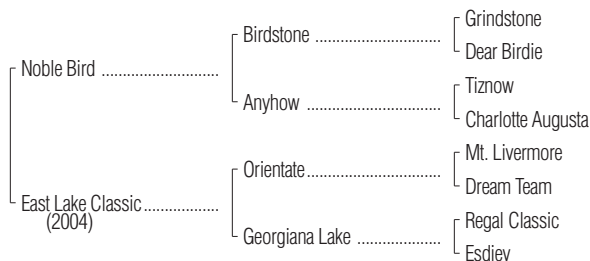 Grindstone
Birdstone ..............................
Dear Birdie
Noble Bird ............................
Tiznow
Anyhow ................................
Charlotte Augusta
Mt. Livermore
Orientate................................
Dream Team
East Lake Classic..................
(2004)
Regal Classic
Georgiana Lake ....................
Esdiev